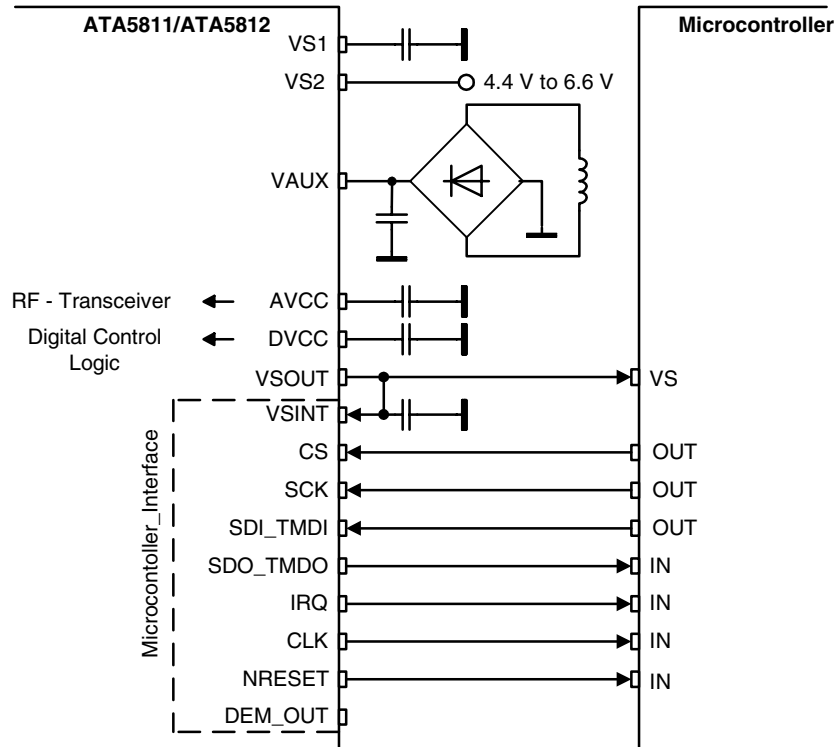 ATA5811/ATA5812
Microcontroller
VS1
VS2
4.4 V to 6.6 V
VAUX
RF - Transceiver
AVCC
Digital Control
Logic
DVCC
VSOUT
VS
VSINT
CS
OUT
SCK
OUT
SDI_TMDI
OUT
SDO_TMDO
IN
IRQ
IN
CLK
IN
NRESET
IN
DEM_OUT
Microcontoller_Interface